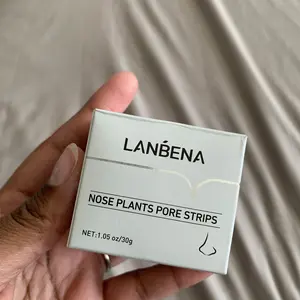 LANBENA
NOSE PLANTS PORE STRIPS
NET:1.05 oz/30g